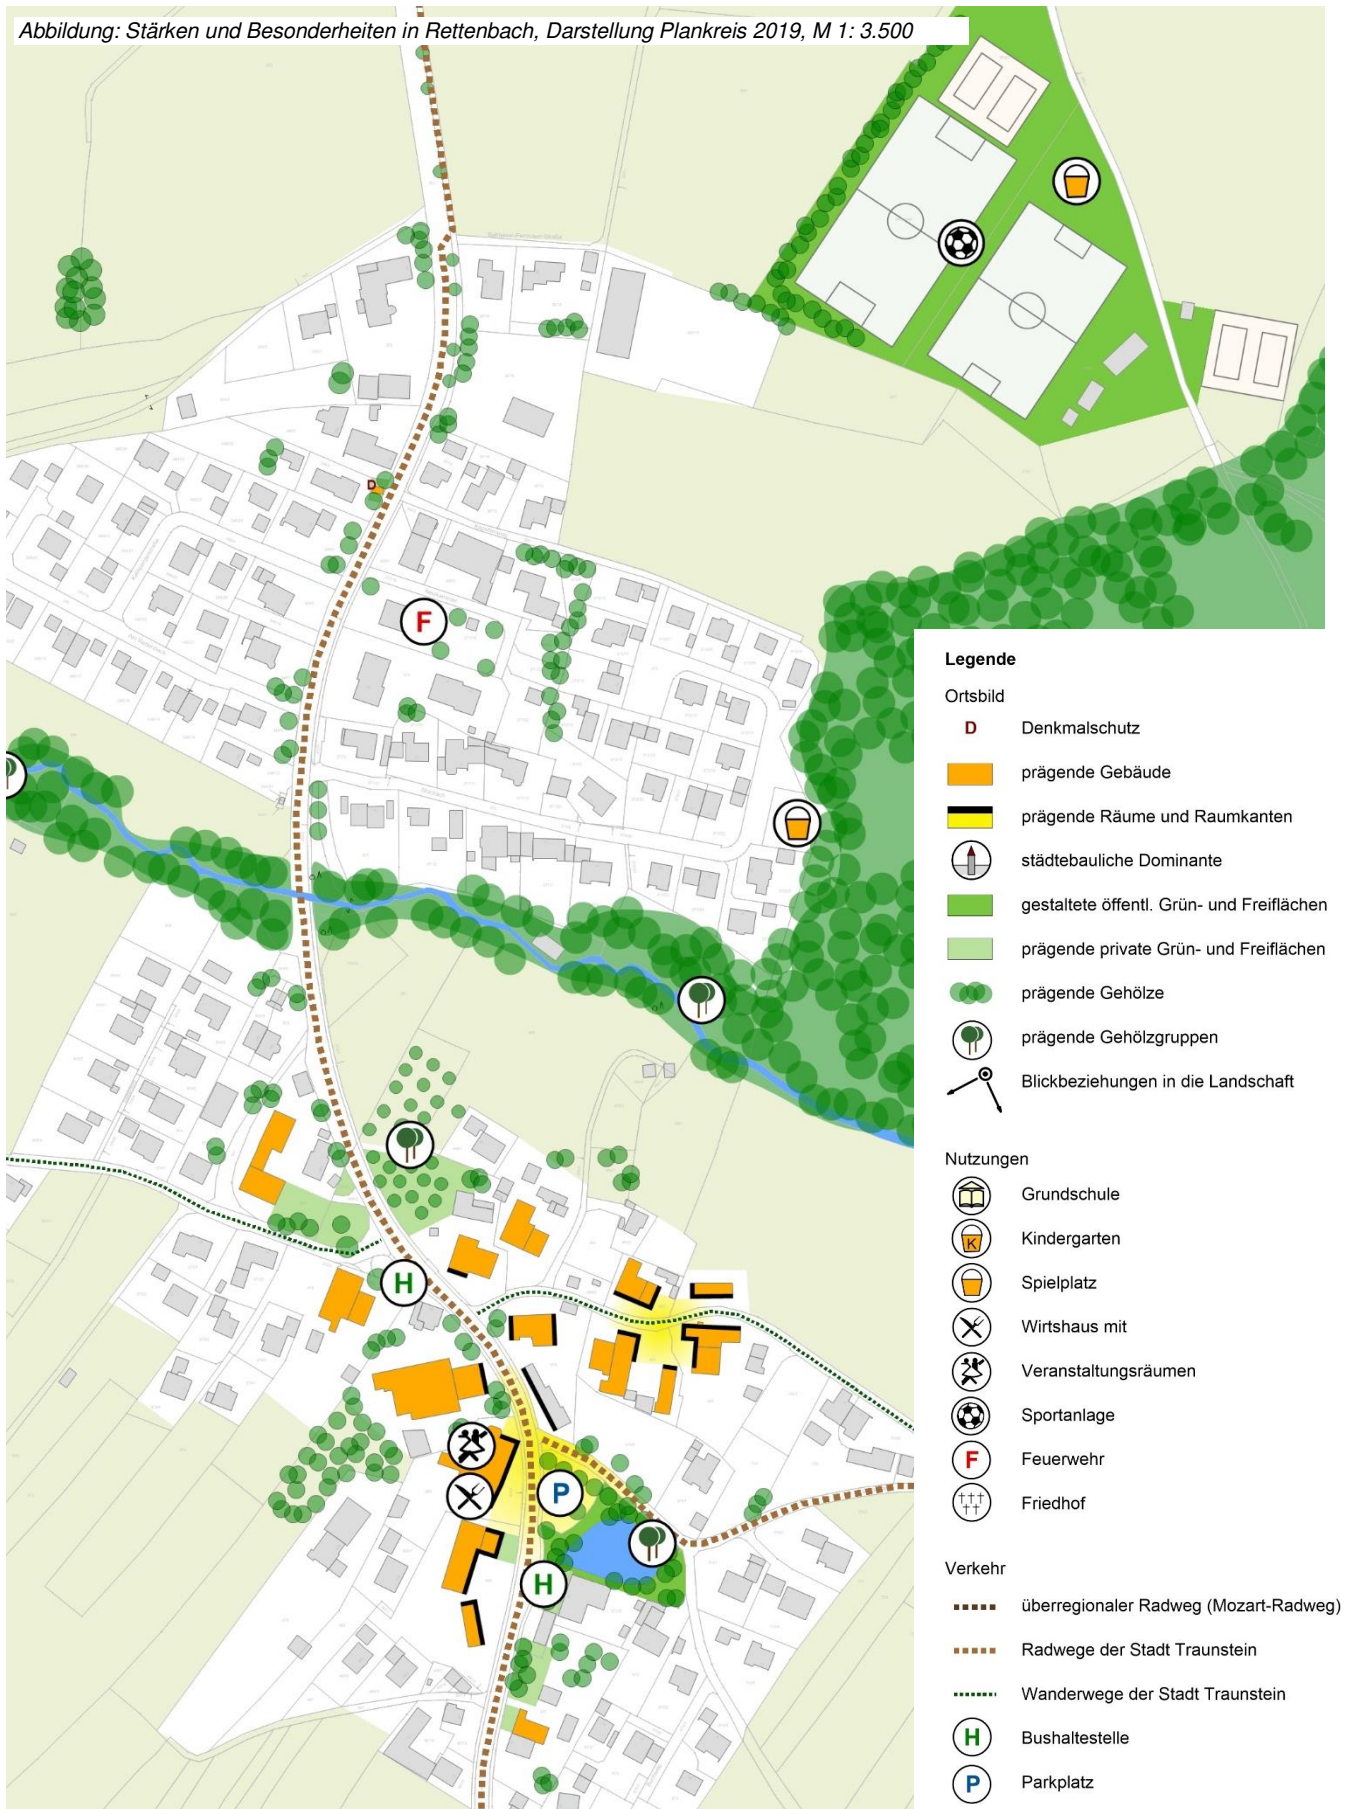 Abbildung: Stärken und Besonderheiten in Rettenbach, Darstellung Plankreis 2019, M 1: 3.500
D
F
H
P
H
Legende
Ortsbild
D Denkmalschutz
prägende Gebäude
prägende Räume und Raumkanten
städtebauliche Dominante
gestaltete öffentl. Grün- und Freiflächen
prägende private Grün- und Freiflächen
prägende Gehölze
prägende Gehölzgruppen
Blickbeziehungen in die Landschaft
Nutzungen
Grundschule
K Kindergarten
Spielplatz
Wirtshaus mit
Veranstaltungsräumen
Sportanlage
F Feuerwehr
Friedhof
Verkehr
überregionaler Radweg (Mozart-Radweg)
Radwege der Stadt Traunstein
Wanderwege der Stadt Traunstein
H Bushaltestelle
P Parkplatz